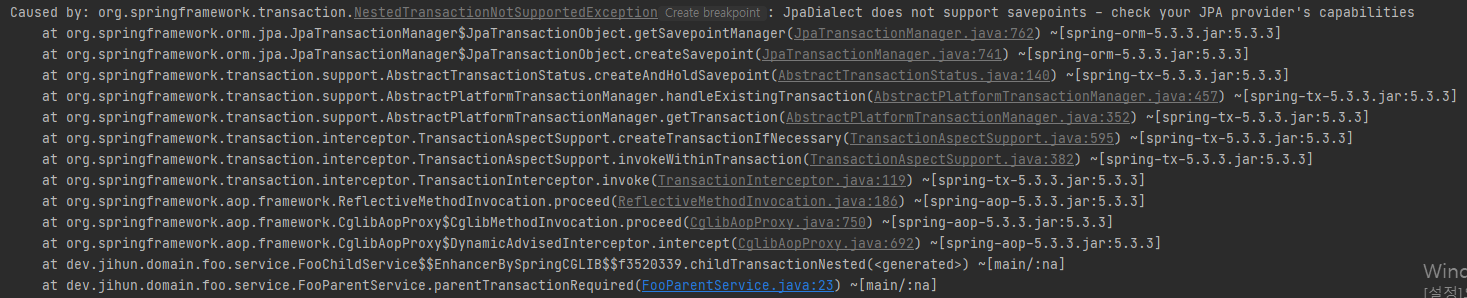 Caused by: org.springframework.transaction.NestedTransactionNotSupportedException Create breakpoint : JpaDialect does not support savepoints – check your JPA provider's capabilities
at org.springframework.orm.jpa.JpaTransactionManager$JpaTransactionObject.getSavepointManager(JpaTransactionManager.java:762) ~[spring-orm-5.3.3.jar:5.3.3]
at org.springframework.orm.jpa.JpaTransactionManager$JpaTransactionObject.createSavepoint(JpaTransactionManager.java:741) ~[spring-orm-5.3.3.jar:5.3.3]
at org.springframework.transaction.support.AbstractTransactionStatus.createAndHoldSavepoint(AbstractTransactionStatus.java:140) ~[spring-tx-5.3.3.jar:5.3.3]
at org.springframework.transaction.support.AbstractPlatformTransactionManager.handleExistingTransaction(AbstractPlatformTransactionManager.java:457) ~[spring-tx-5.3.3.jar:5.3.3]
at org.springframework.transaction.support.AbstractPlatformTransactionManager.getTransaction(AbstractPlatformTransactionManager.java:352) ~[spring-tx-5.3.3.jar:5.3.3]
at org.springframework.transaction.interceptor.TransactionAspectSupport.createTransactionIfNecessary(TransactionAspectSupport.java:595) ~[spring-tx-5.3.3.jar:5.3.3]
at org.springframework.transaction.interceptor.TransactionAspectSupport.invokeWithinTransaction(TransactionAspectSupport.java:382) ~[spring-tx-5.3.3.jar:5.3.3]
at org.springframework.transaction.interceptor.TransactionInterceptor.invoke(TransactionInterceptor.java:119) ~[spring-tx-5.3.3.jar:5.3.3]
at org.springframework.aop.framework.ReflectiveMethodInvocation.proceed(ReflectiveMethodInvocation.java:186) ~[spring-aop-5.3.3.jar:5.3.3]
at org.springframework.aop.framework.CglibAopProxy$CglibMethodInvocation.proceed(CglibAopProxy.java:750) ~[spring-aop-5.3.3.jar:5.3.3]
at org.springframework.aop.framework.CglibAopProxy$DynamicAdvisedInterceptor.intercept(CglibAopProxy.java:692) ~[spring-aop-5.3.3.jar:5.3.3]
at dev.jihun.domain.foo.service.FooChildService$$EnhancerBySpringCGLIB$$f3520339.childTransactionNested(<generated>) ~[main/:na]
at dev.jihun.domain.foo.service.FooParentService.parentTransactionRequired(FooParentService.java:23) ~[main/:na]
Wind
[설정]